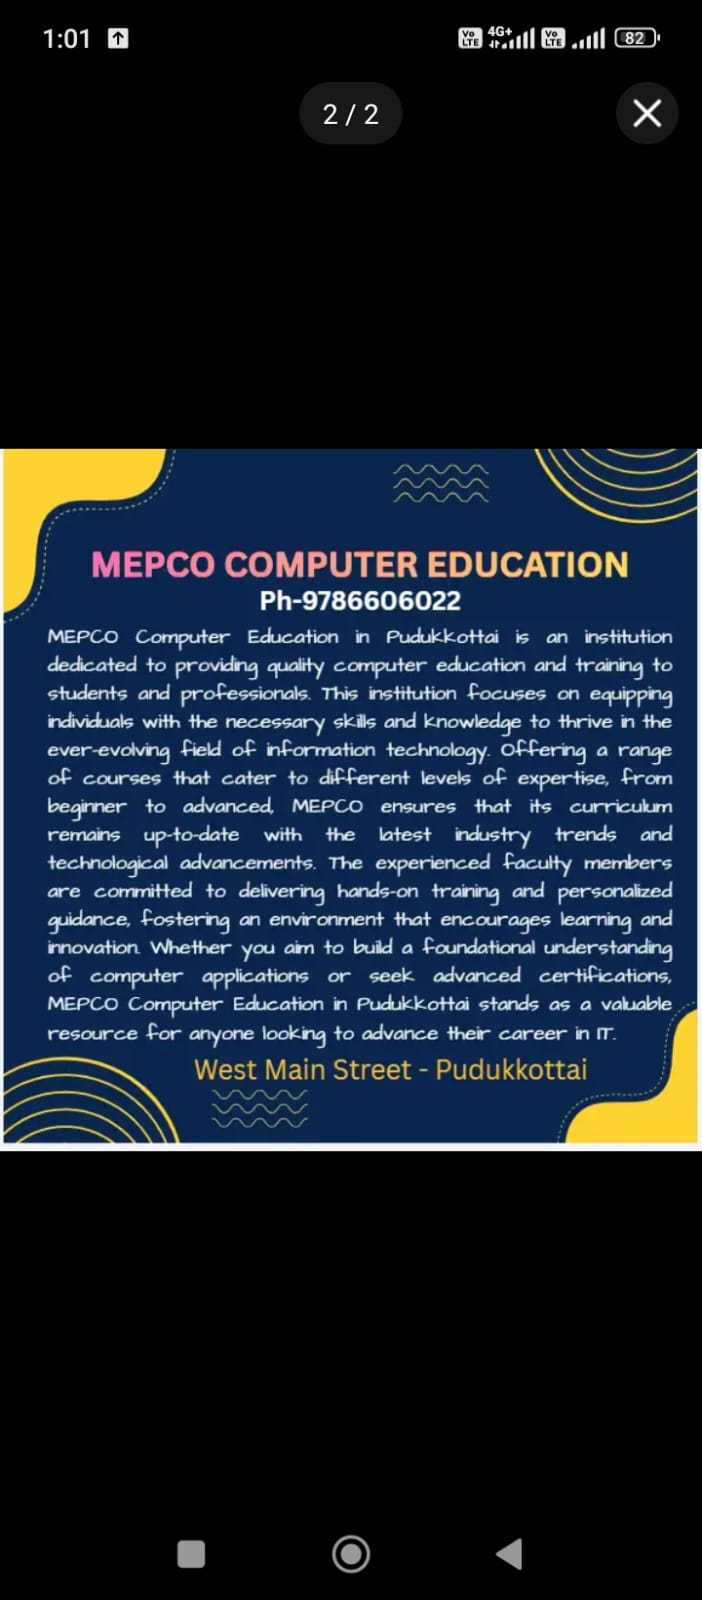 1:01
Vo LTE 4G+ Vo LTE 82
2 / 2
MEPCO COMPUTER EDUCATION
Ph-9786606022
MEPCO Computer Education in Pudukkottai is an institution
dedicated to providing quality computer education and training to
students and professionals. This institution focuses on equipping
individuals with the necessary skills and knowledge to thrive in the
ever-evolving field of information technology. Offering a range
of courses that cater to different levels of expertise, from
beginner to advanced, MEPCO ensures that its curriculum
remains up-to-date with the latest industry trends and
technological advancements. The experienced faculty members
are committed to delivering hands-on training and personalized
guidance, fostering an environment that encourages learning and
innovation. Whether you aim to build a foundational understanding
of computer applications or seek advanced certifications,
MEPCO Computer Education in Pudukkottai stands as a valuable
resource for anyone looking to advance their career in IT.
West Main Street - Pudukkottai